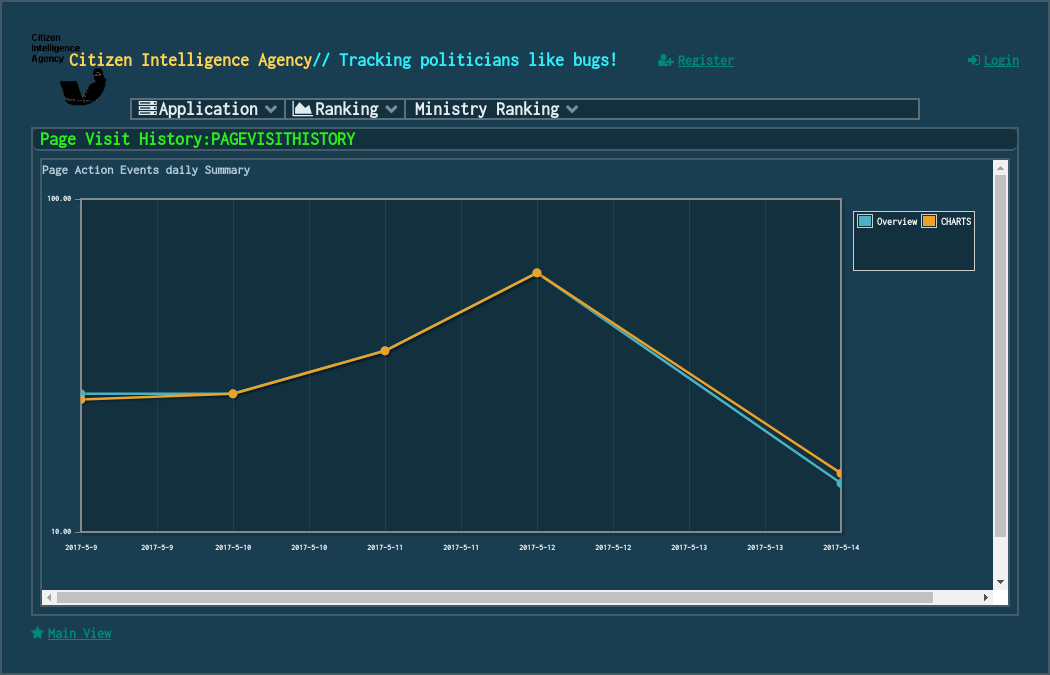 Citizen
Intelligence
Agency
Citizen Intelligence Agency// Tracking politicians like bugs!
Register
Login
Application
Ranking
Ministry Ranking
Page Visit History:PAGEVISITHISTORY
Page Action Events daily Summary
100.00
Overview CHARTS
10.00
2017-5-9 2017-5-9 2017-5-10 2017-5-10 2017-5-11 2017-5-11 2017-5-12 2017-5-12 2017-5-13 2017-5-13 2017-5-14
Main View